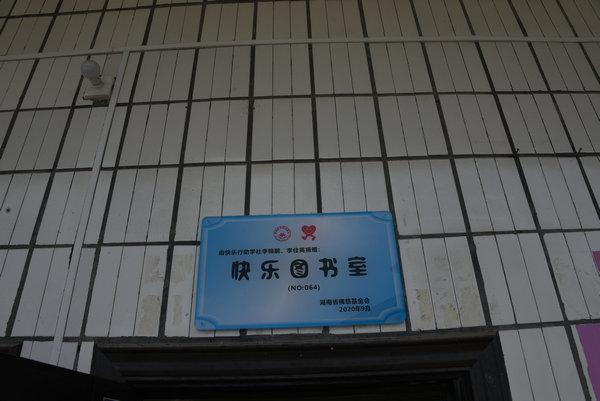 由快乐行助学社李锦鹏、李佳英捐赠：
快乐图书室
(NO:064)
湖南省佛慈基金会
2020年9月